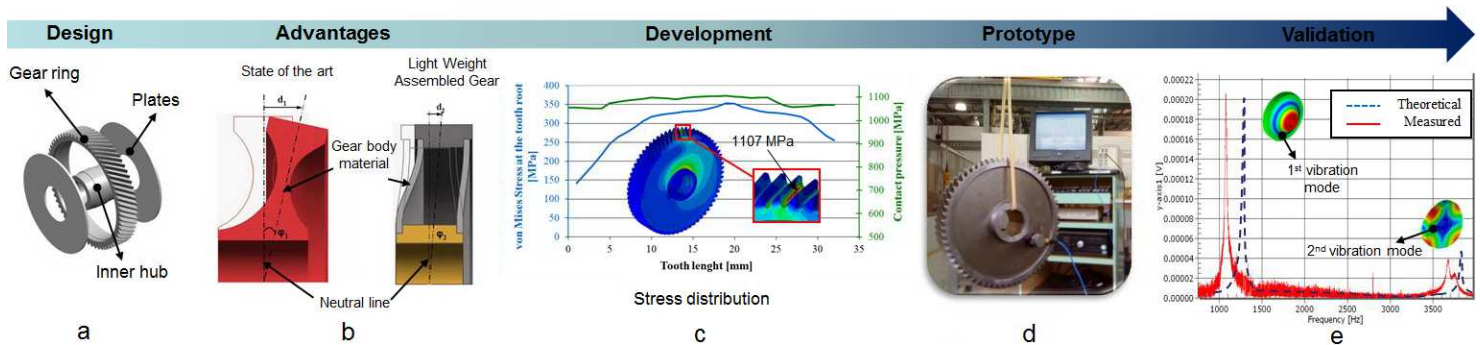 Design
Advantages
Development
Prototype
Validation
Gear ring
Plates
Inner hub
a
State of the art
Light Weight
Assembled Gear
d₁
d₂
Gear body
material
φ₁
φ₂
Neutral line
b
von Mises Stress at the tooth root
[MPa]
400
350
300
250
200
150
100
50
0
0
5
10
15
20
25
30
35
Tooth lenght [mm]
1107 MPa
1100
1000
900
800
700
600
500
Contact pressure [MPa]
Stress distribution
c
d
y-axis1 [V]
0.00022
0.00020
0.00018
0.00016
0.00014
0.00012
0.00010
0.00008
0.00006
0.00004
0.00002
0.00000
Theoretical
Measured
1st vibration
mode
2nd vibration mode
1000
1500
2000
2500
3000
3500
Frequency [Hz]
e